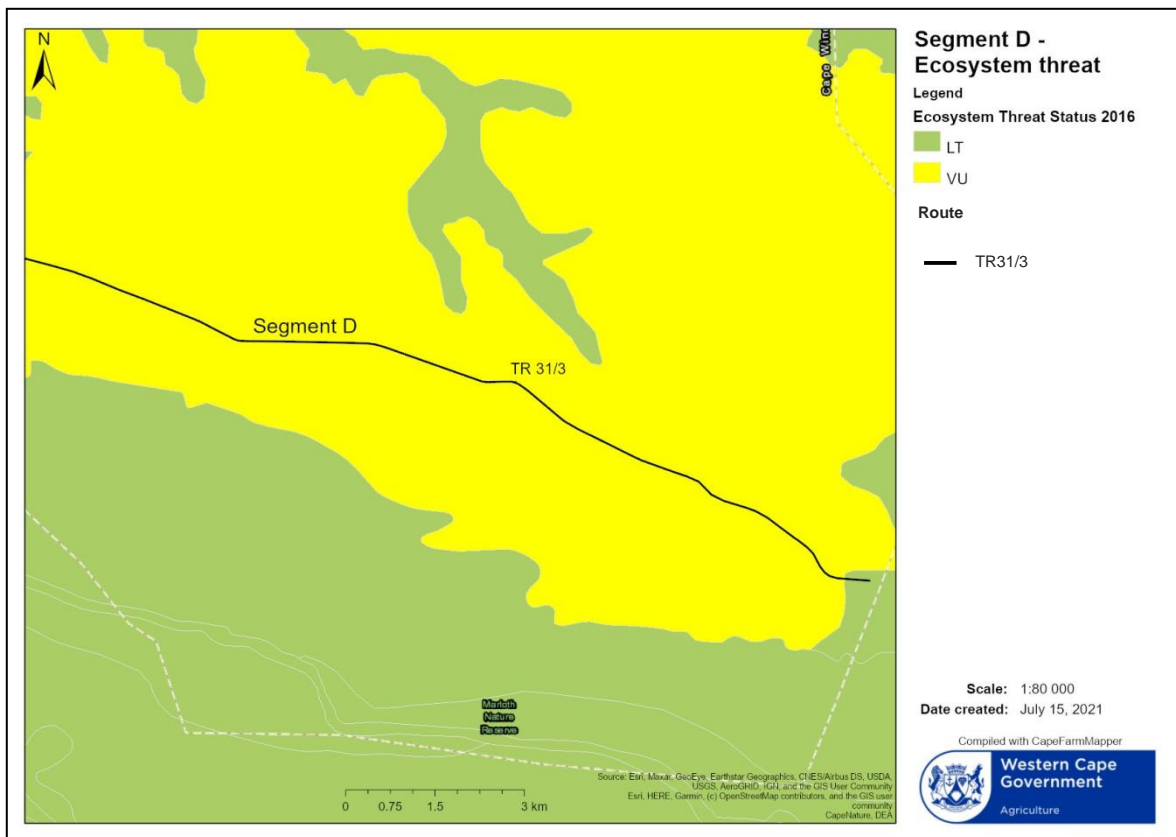 N
Cape Win
Segment D -
Ecosystem threat
Legend
Ecosystem Threat Status 2016
LT
VU
Route
TR31/3
Segment D
TR 31/3
Marloth
Nature
Reserve
0 0.75 1.5 3 km
Source: Esri, Maxar, GeoEye, Earthstar Geographics, CNES/Airbus DS, USDA,
USGS, AeroGRID, IGN, and the GIS User Community
Esri, HERE, Garmin, (c) OpenStreetMap contributors, and the GIS user
community
CapeNature, DEA
Scale: 1:80 000
Date created: July 15, 2021
Compiled with CapeFarmMapper
Western Cape
Government
Agriculture